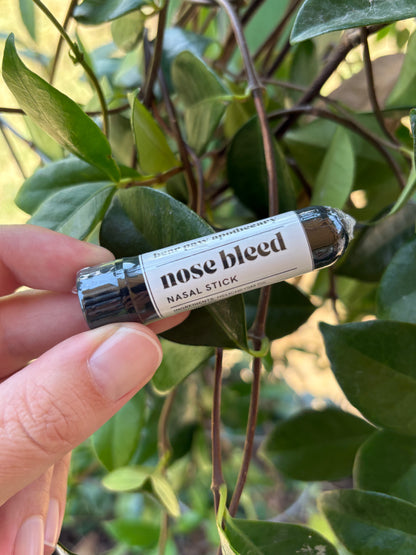 bear paw apothecary
nose bleed
NASAL STICK